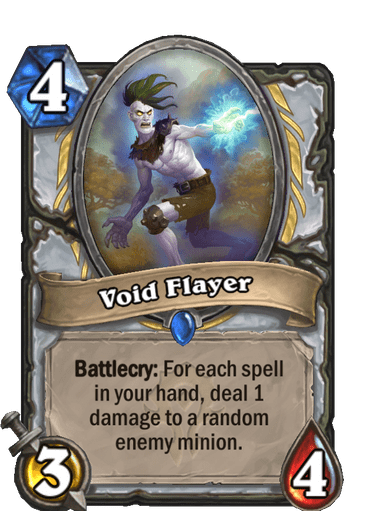 4
Void Flayer
Battlecry: For each spell
in your hand, deal 1
damage to a random
enemy minion.
3
4